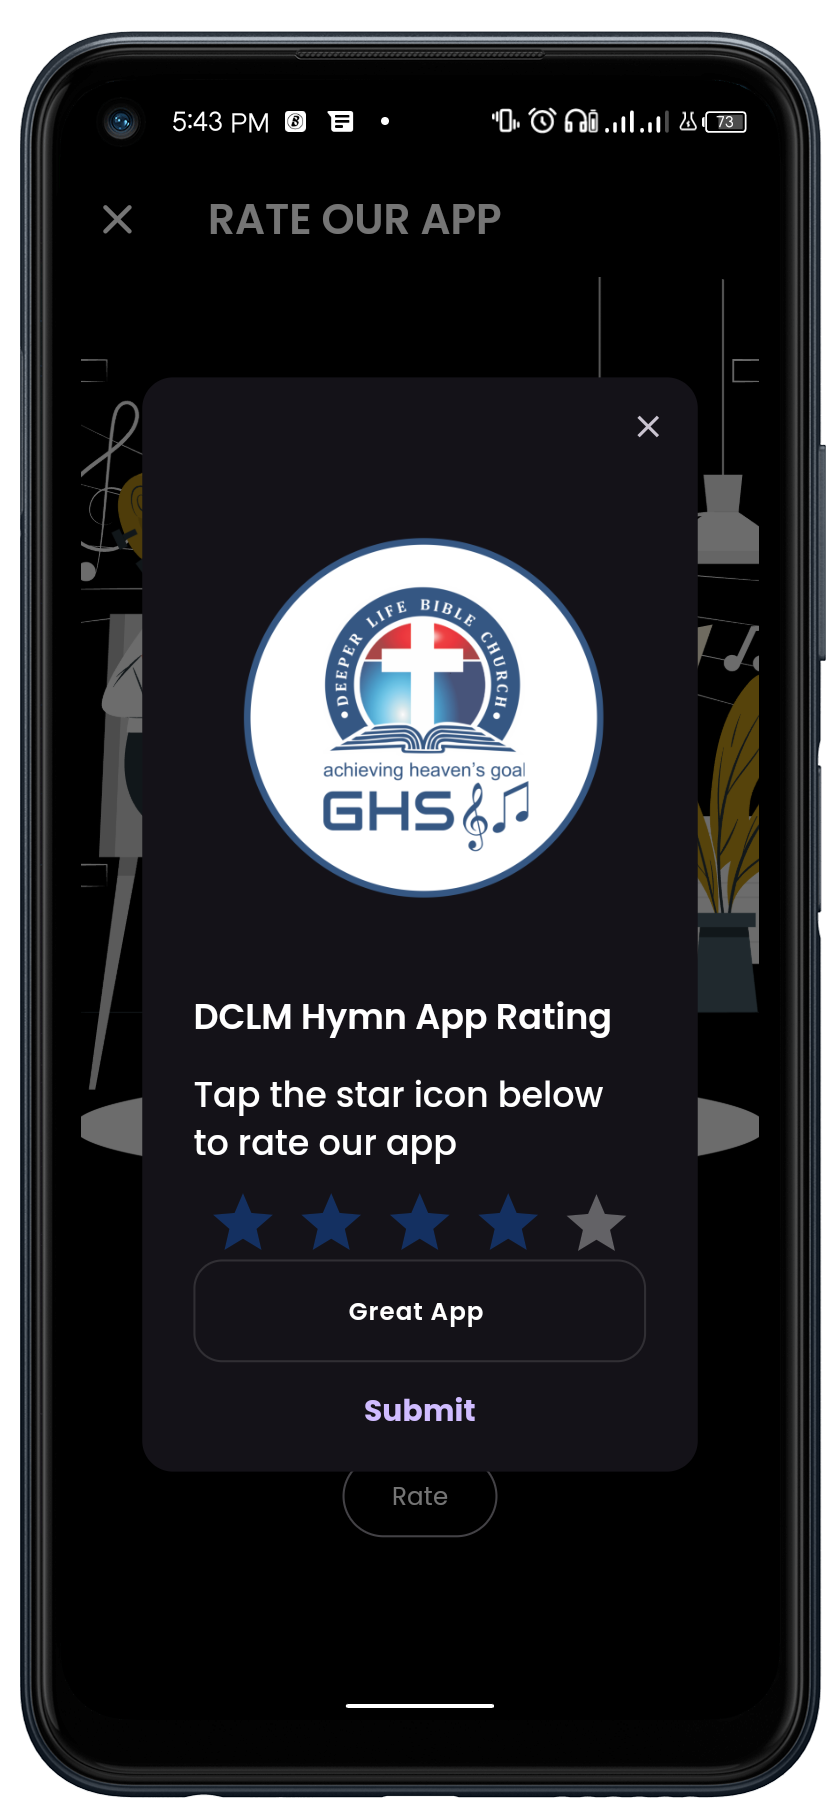 5:43 PM
73
RATE OUR APP
• DEEPER LIFE BIBLE CHURCH •
achieving heaven's goal
GHS
DCLM Hymn App Rating
Tap the star icon below
to rate our app
Great App
Submit
Rate